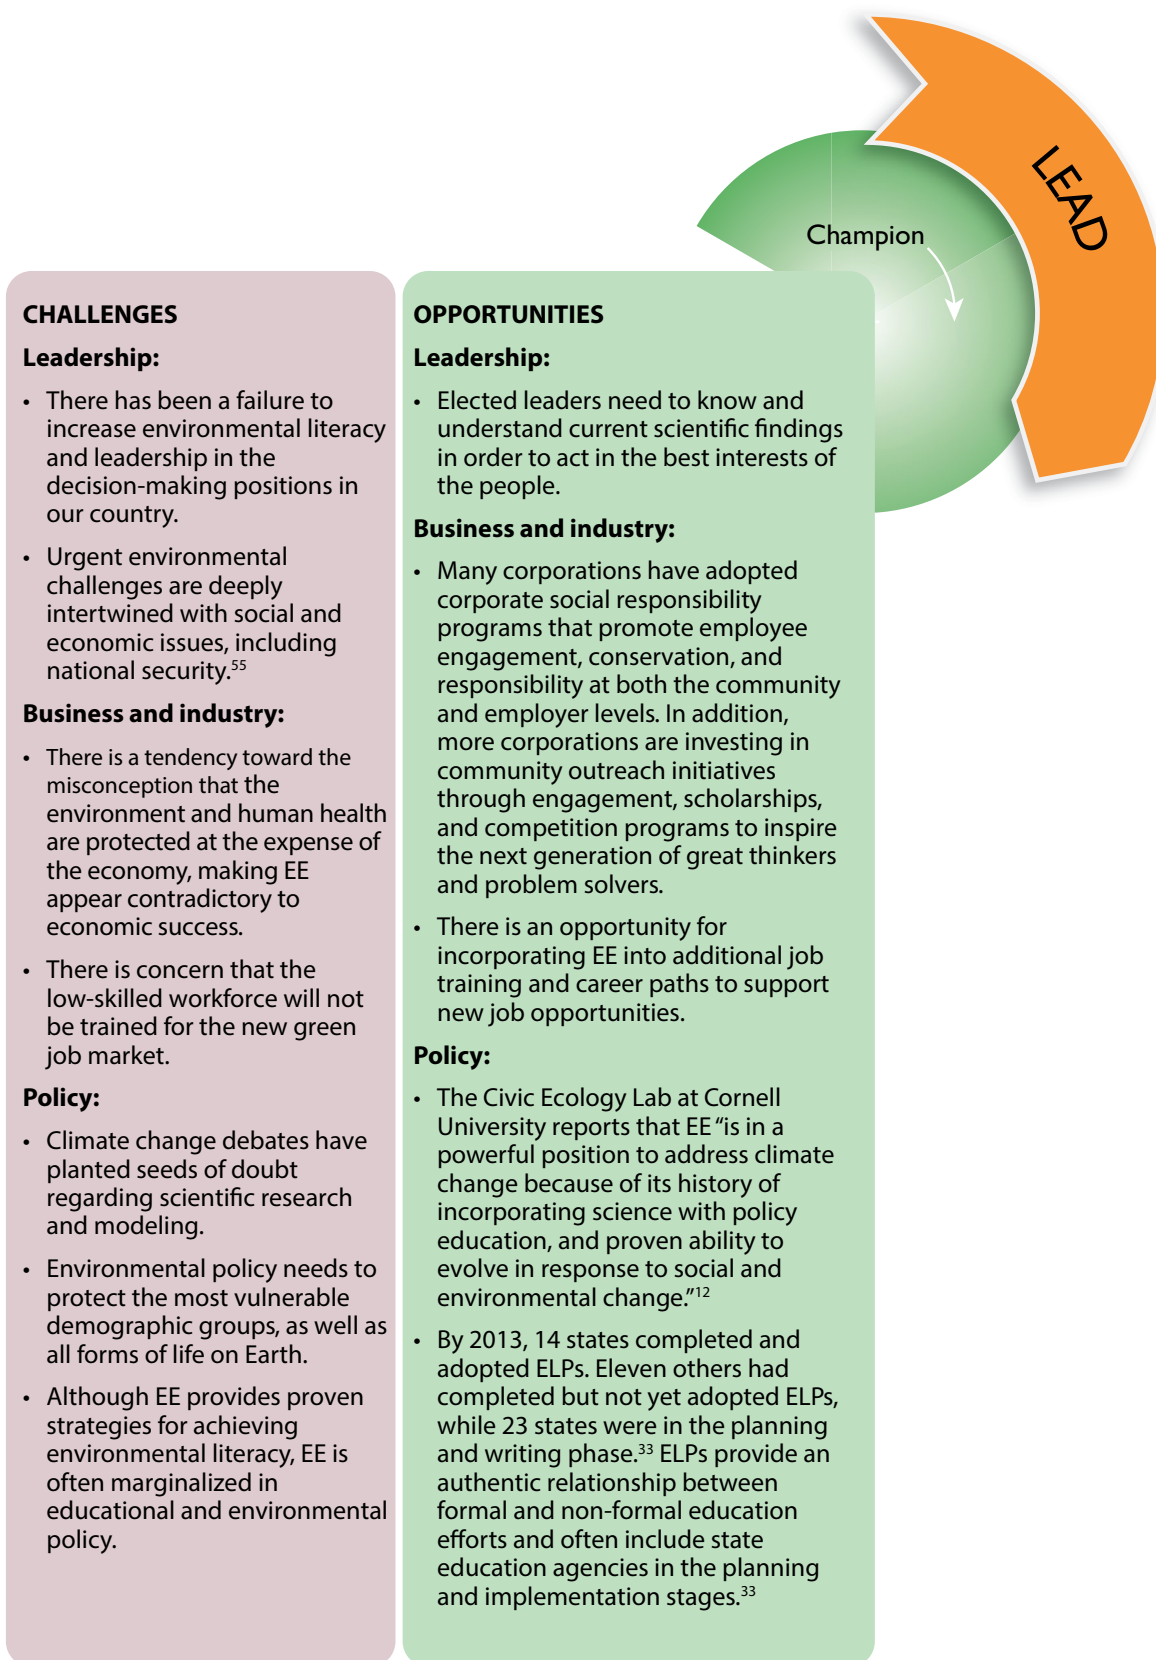 LEAD
Champion
CHALLENGES
Leadership:
• There has been a failure to
increase environmental literacy
and leadership in the
decision-making positions in
our country.
• Urgent environmental
challenges are deeply
intertwined with social and
economic issues, including
national security.55
Business and industry:
• There is a tendency toward the
misconception that the
environment and human health
are protected at the expense of
the economy, making EE
appear contradictory to
economic success.
• There is concern that the
low-skilled workforce will not
be trained for the new green
job market.
Policy:
• Climate change debates have
planted seeds of doubt
regarding scientific research
and modeling.
• Environmental policy needs to
protect the most vulnerable
demographic groups, as well as
all forms of life on Earth.
• Although EE provides proven
strategies for achieving
environmental literacy, EE is
often marginalized in
educational and environmental
policy.
OPPORTUNITIES
Leadership:
• Elected leaders need to know and
understand current scientific findings
in order to act in the best interests of
the people.
Business and industry:
• Many corporations have adopted
corporate social responsibility
programs that promote employee
engagement, conservation, and
responsibility at both the community
and employer levels. In addition,
more corporations are investing in
community outreach initiatives
through engagement, scholarships,
and competition programs to inspire
the next generation of great thinkers
and problem solvers.
• There is an opportunity for
incorporating EE into additional job
training and career paths to support
new job opportunities.
Policy:
• The Civic Ecology Lab at Cornell
University reports that EE “is in a
powerful position to address climate
change because of its history of
incorporating science with policy
education, and proven ability to
evolve in response to social and
environmental change.”12
• By 2013, 14 states completed and
adopted ELPs. Eleven others had
completed but not yet adopted ELPs,
while 23 states were in the planning
and writing phase.33 ELPs provide an
authentic relationship between
formal and non-formal education
efforts and often include state
education agencies in the planning
and implementation stages.33